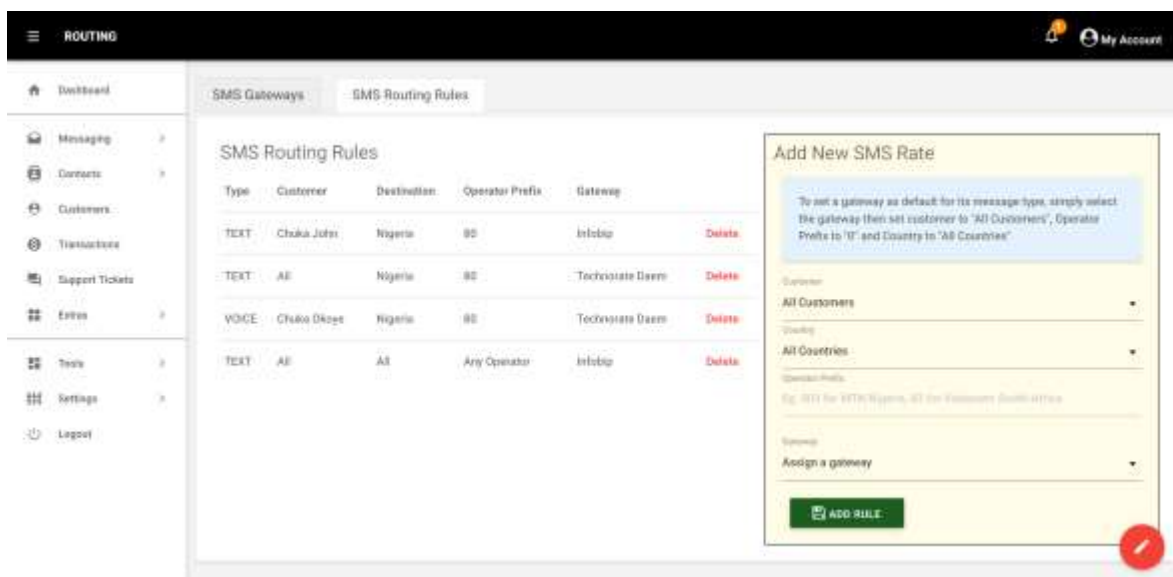 ROUTING
1
My Account
Dashboard
Messaging
Contacts
Customers
Transactions
Support Tickets
Extras
Tools
Settings
Logout
SMS Gateways SMS Routing Rules
SMS Routing Rules
Type Customer Destination Operator Prefix Gateway
TEXT Chuka John Nigeria 80 Infobip Delete
TEXT All Nigeria 80 Technorate Daem Delete
VOICE Chuka Okoye Nigeria 80 Technorate Daem Delete
TEXT All All Any Operator Infobip Delete
Add New SMS Rate
To set a gateway as default for its message type, simply select
the gateway then set customer to "All Customers", Operator
Prefix to "0" and Country to "All Countries"
Customer
All Customers
Country
All Countries
Operator Prefix
Gateway
Assign a gateway
ADD RULE